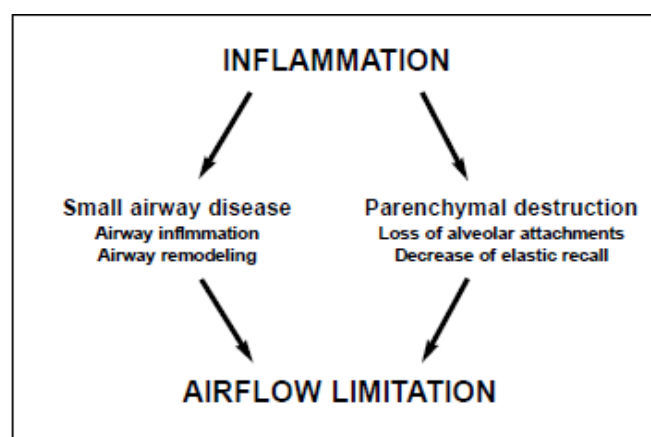 INFLAMMATION
Small airway disease
Airway inflmmation
Airway remodeling
Parenchymal destruction
Loss of alveolar attachments
Decrease of elastic recall
AIRFLOW LIMITATION